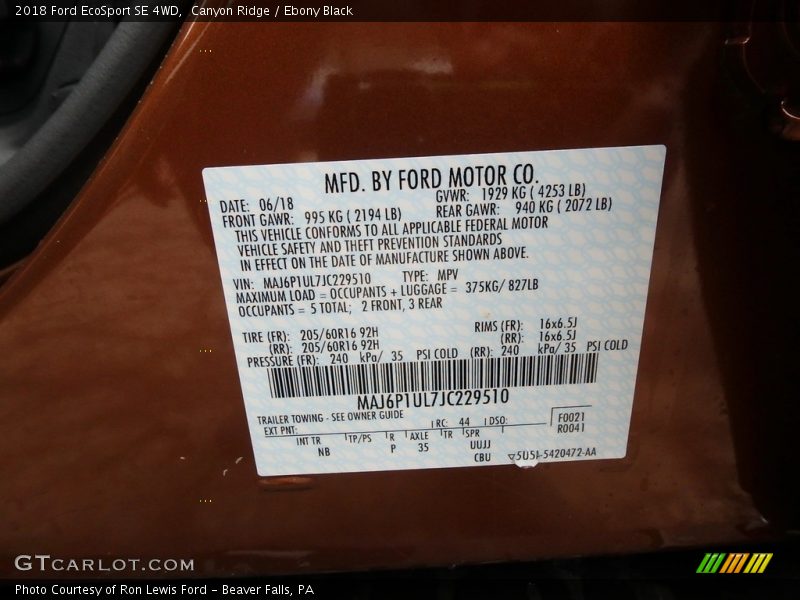 2018 Ford EcoSport SE 4WD, Canyon Ridge / Ebony Black
MFD. BY FORD MOTOR CO.
DATE: 06/18 GVWR: 1929 KG ( 4253 LB)
FRONT GAWR: 995 KG ( 2194 LB) REAR GAWR: 940 KG ( 2072 LB)
THIS VEHICLE CONFORMS TO ALL APPLICABLE FEDERAL MOTOR
VEHICLE SAFETY AND THEFT PREVENTION STANDARDS
IN EFFECT ON THE DATE OF MANUFACTURE SHOWN ABOVE.
VIN: MAJ6P1UL7JC229510 TYPE: MPV
MAXIMUM LOAD = OCCUPANTS + LUGGAGE = 375KG/ 827LB
OCCUPANTS = 5 TOTAL; 2 FRONT, 3 REAR
TIRE (FR): 205/60R16 92H RIMS (FR): 16x6.5J
(RR): 205/60R16 92H (RR): 16x6.5J
PRESSURE (FR): 240 kPa/ 35 PSI COLD (RR): 240 kPa/ 35 PSI COLD
MAJ6P1UL7JC229510
TRAILER TOWING - SEE OWNER GUIDE
EXT PNT: RC: 44 DSO: F0021
R0041
INT TR TP/PS R AXLE TR SPR
NB P 35 UUJJ
CBU 5U5J-5420472-AA
GTCARLOT.COM
Photo Courtesy of Ron Lewis Ford - Beaver Falls, PA